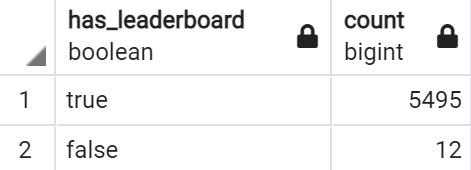 has_leaderboard count
boolean bigint
1 true 5495
2 false 12